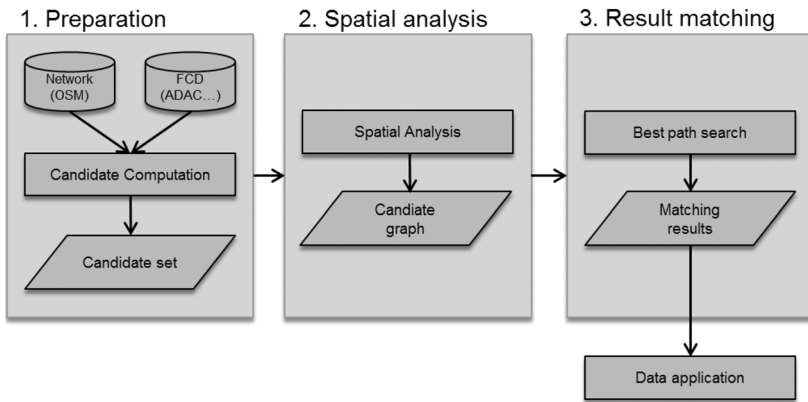 1. Preparation
Network
(OSM)
FCD
(ADAC...)
Candidate Computation
Candidate set
2. Spatial analysis
Spatial Analysis
Candiate
graph
3. Result matching
Best path search
Matching
results
Data application